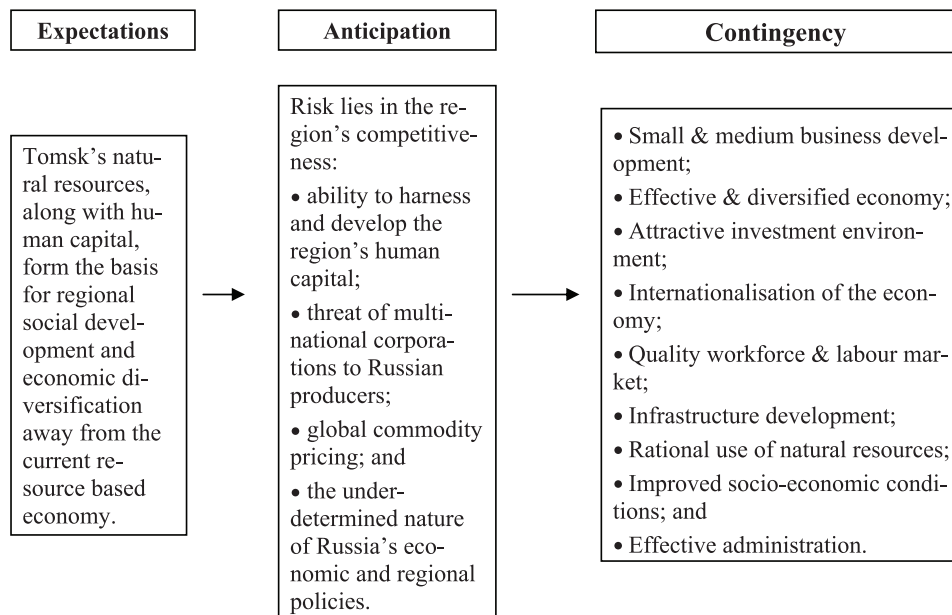 Expectations
Anticipation
Contingency
Tomsk's natu-
ral resources,
along with hu-
man capital,
form the basis
for regional
social devel-
opment and
economic di-
versification
away from the
current re-
source based
economy.
Risk lies in the re-
gion's competitive-
ness:
• ability to harness
and develop the
region's human
capital;
• threat of multi-
national corpora-
tions to Russian
producers;
• global commodity
pricing; and
• the under-
determined nature
of Russia's eco-
nomic and regional
policies.
• Small & medium business devel-
opment;
• Effective & diversified economy;
• Attractive investment environ-
ment;
• Internationalisation of the econ-
omy;
• Quality workforce & labour mar-
ket;
• Infrastructure development;
• Rational use of natural resources;
• Improved socio-economic condi-
tions; and
• Effective administration.